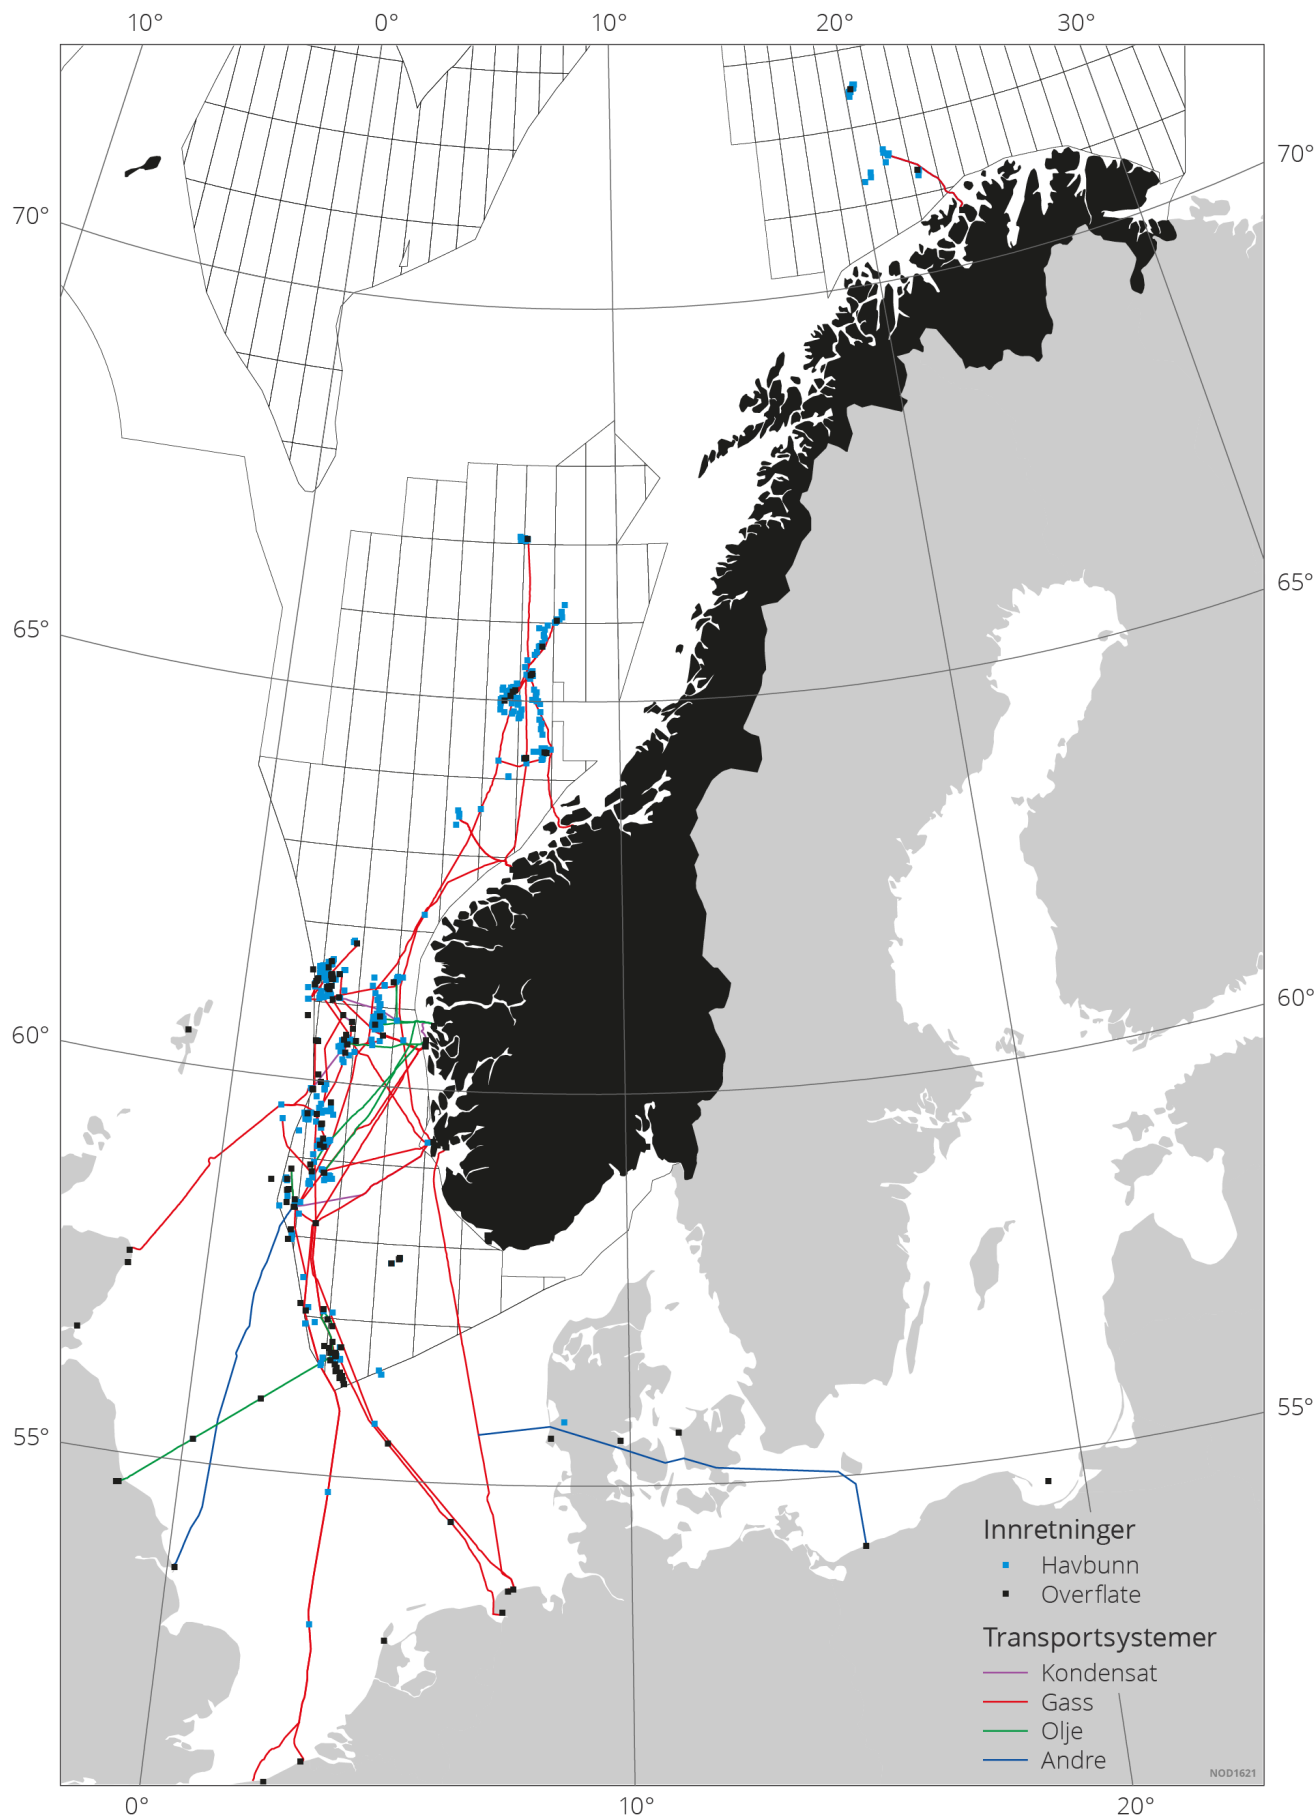 10° 0° 10° 20° 30°
70°
70°
65°
65°
60°
60°
55°
55°
Innretninger
Havbunn
Overflate
Transportsystemer
Kondensat
Gass
Olje
Andre
NOD1621
0° 10° 20°